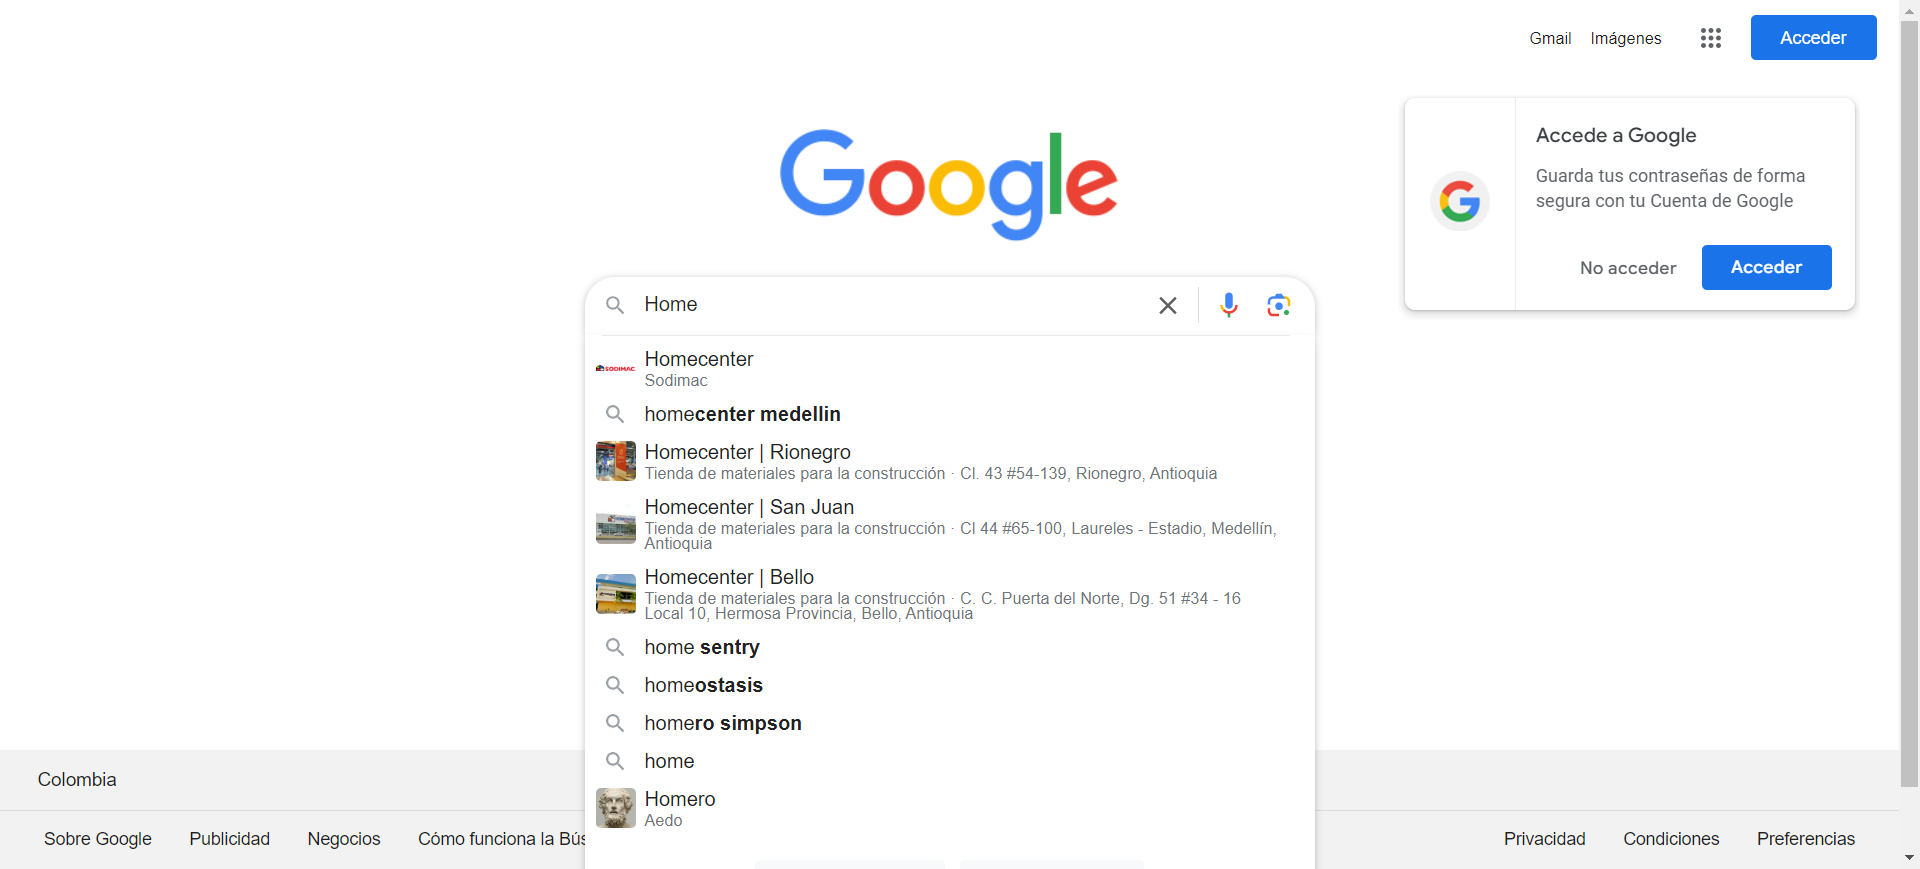 Gmail Imágenes Acceder
Google
Accede a Google
Guarda tus contraseñas de forma
segura con tu Cuenta de Google
No acceder Acceder
Home
SODIMAC
Homecenter
Sodimac
homecenter medellin
Homecenter | Rionegro
Tienda de materiales para la construcción · Cl. 43 #54-139, Rionegro, Antioquia
Homecenter | San Juan
Tienda de materiales para la construcción · Cl 44 #65-100, Laureles - Estadio, Medellín,
Antioquia
Homecenter | Bello
Tienda de materiales para la construcción · C. C. Puerta del Norte, Dg. 51 #34 - 16
Local 10, Hermosa Provincia, Bello, Antioquia
home sentry
homeostasis
homero simpson
home
Homero
Aedo
Colombia
Sobre Google Publicidad Negocios Cómo funciona la Bús
Privacidad Condiciones Preferencias